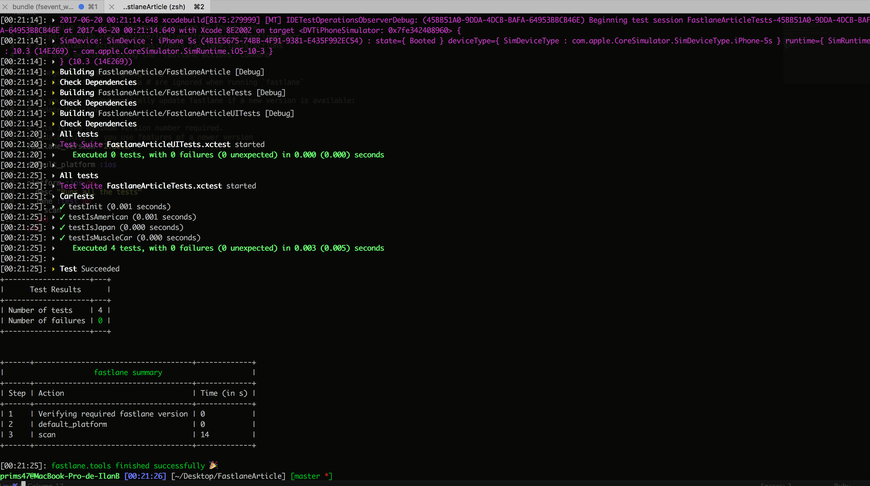 bundle (fsevent_w... ⌘1 ..stlaneArticle (zsh) ⌘2
[00:21:14]: ▸ 2017-06-20 00:21:14.648 xcodebuild[8175:279999] [MT] IDETestOperationsObserverDebug: (45BB51A0-9DDA-4DCB-BAFA-6495388CB46E) Beginning test session FastlaneArticleTests-45BB51A0-9DDA-4DCB-BAF
A-6495388CB46E at 2017-06-20 00:21:14.649 with Xcode 8E2002 on target <DVTiPhoneSimulator: 0x7fe342408960> {
[00:21:14]: ▸ SimDevice: SimDevice : iPhone 5s (481E5675-7488-4F91-9381-E435F992EC54) : state={ Booted } deviceType={ SimDeviceType : com.apple.CoreSimulator.SimDeviceType.iPhone-5s } runtime={ SimRuntime
: 10.3 (14E269) - com.apple.CoreSimulator.SimRuntime.iOS-10-3 }
[00:21:14]: ▸ } (10.3 (14E269))
[00:21:14]: ▸ Building FastlaneArticle/FastlaneArticle [Debug]
[00:21:14]: ▸ Check Dependencies
[00:21:14]: ▸ Building FastlaneArticle/FastlaneArticleTests [Debug]
[00:21:14]: ▸ Check Dependencies
[00:21:14]: ▸ Building FastlaneArticle/FastlaneArticleUITests [Debug]
[00:21:14]: ▸ Check Dependencies
[00:21:20]: ▸ All tests
[00:21:20]: ▸ Test Suite FastlaneArticleUITests.xctest started
[00:21:20]: ▸ Executed 0 tests, with 0 failures (0 unexpected) in 0.000 (0.000) seconds
[00:21:20]: ▸
[00:21:25]: ▸ All tests
[00:21:25]: ▸ Test Suite FastlaneArticleTests.xctest started
[00:21:25]: ▸ CarTests
[00:21:25]: ▸ ✓ testInit (0.001 seconds)
[00:21:25]: ▸ ✓ testIsAmerican (0.001 seconds)
[00:21:25]: ▸ ✓ testIsJapan (0.000 seconds)
[00:21:25]: ▸ ✓ testIsMuscleCar (0.000 seconds)
[00:21:25]: ▸ Executed 4 tests, with 0 failures (0 unexpected) in 0.003 (0.005) seconds
[00:21:25]: ▸
[00:21:25]: ▸ Test Succeeded
+--------------------+---+
| Test Results |
+--------------------+---+
| Number of tests | 4 |
| Number of failures | 0 |
+--------------------+---+
+------+-------------------------------------+-------------+
| fastlane summary |
+------+-------------------------------------+-------------+
| Step | Action | Time (in s) |
+------+-------------------------------------+-------------+
| 1 | Verifying required fastlane version | 0 |
| 2 | default_platform | 0 |
| 3 | scan | 14 |
+------+-------------------------------------+-------------+
[00:21:25]: fastlane.tools finished successfully 🎉
prims47@MacBook-Pro-de-IlanB [00:21:26] [~/Desktop/FastlaneArticle] [master *]